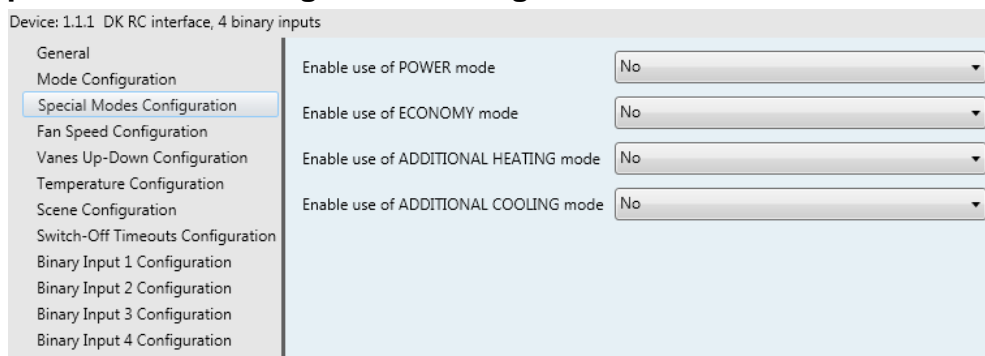 Device: 1.1.1 DK RC interface, 4 binary inputs
General
Mode Configuration
Special Modes Configuration
Fan Speed Configuration
Vanes Up-Down Configuration
Temperature Configuration
Scene Configuration
Switch-Off Timeouts Configuration
Binary Input 1 Configuration
Binary Input 2 Configuration
Binary Input 3 Configuration
Binary Input 4 Configuration
Enable use of POWER mode No
Enable use of ECONOMY mode No
Enable use of ADDITIONAL HEATING mode No
Enable use of ADDITIONAL COOLING mode No